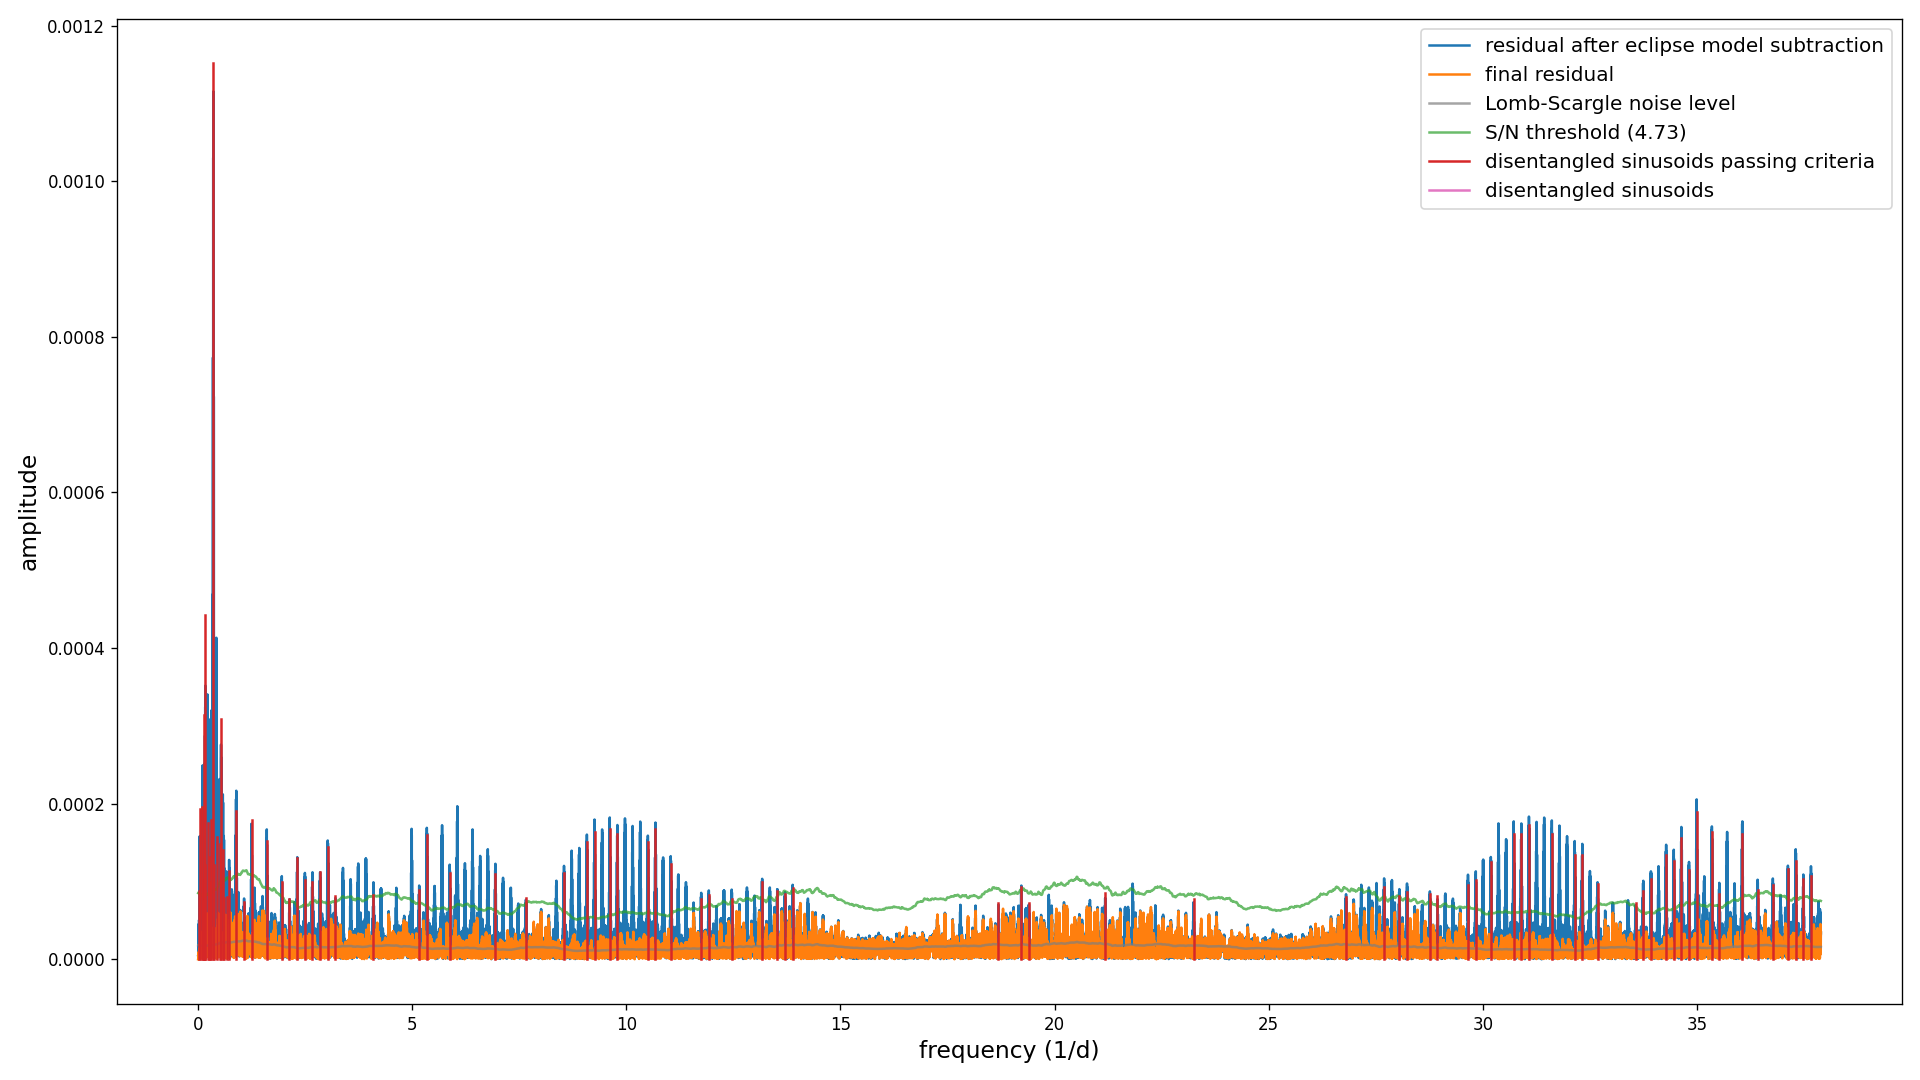 0.0012
0.0010
0.0008
0.0006
0.0004
0.0002
0.0000
amplitude
residual after eclipse model subtraction
final residual
Lomb-Scargle noise level
S/N threshold (4.73)
disentangled sinusoids passing criteria
disentangled sinusoids
0 5 10 15 20 25 30 35
frequency (1/d)